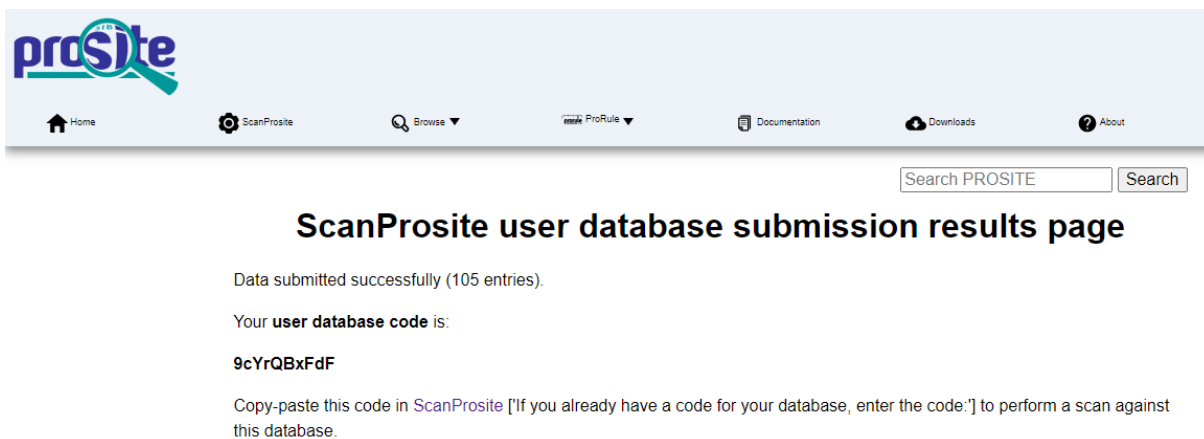 prosite
Home ScanProsite Browse ▼ ProRule ▼ Documentation Downloads About
Search PROSITE Search
ScanProsite user database submission results page
Data submitted successfully (105 entries).
Your user database code is:
9cYrQBxFdF
Copy-paste this code in ScanProsite ['If you already have a code for your database, enter the code:'] to perform a scan against
this database.